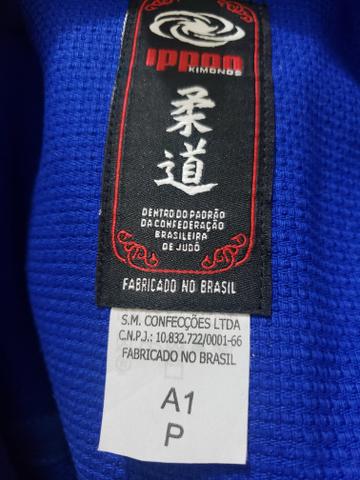 ippon
KIMONOS
柔
道
DENTRO DO PADRÃO
DA CONFEDERAÇÃO
BRASILEIRA
DE JUDÔ
FABRICADO NO BRASIL
S.M. CONFECÇÕES LTDA
C.N.P.J.: 10.832.722/0001-66
FABRICADO NO BRASIL
A1
P